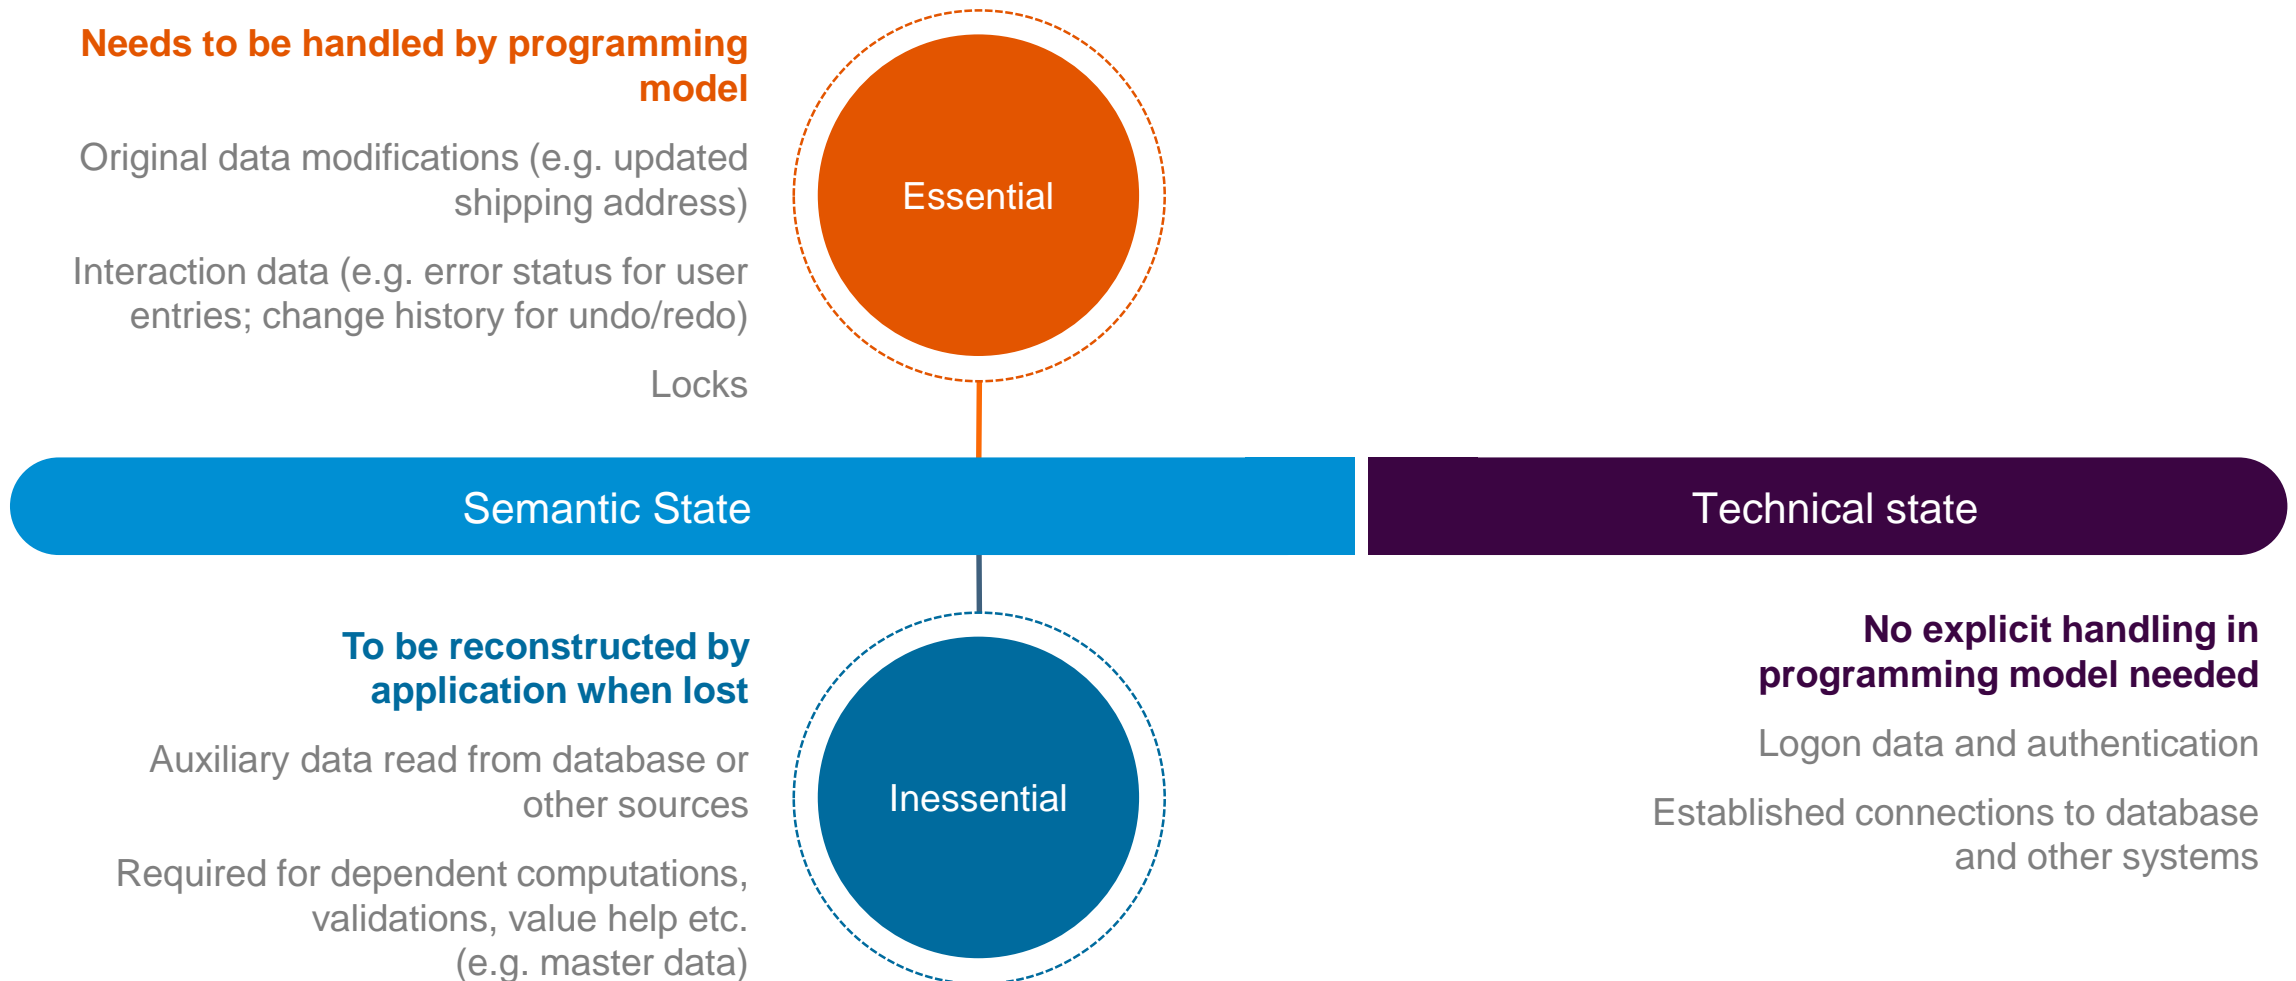 Needs to be handled by programming
model
Original data modifications (e.g. updated
shipping address)
Interaction data (e.g. error status for user
entries; change history for undo/redo)
Locks
Essential
Semantic State
Technical state
To be reconstructed by
application when lost
Auxiliary data read from database or
other sources
Required for dependent computations,
validations, value help etc.
(e.g. master data)
Inessential
No explicit handling in
programming model needed
Logon data and authentication
Established connections to database
and other systems